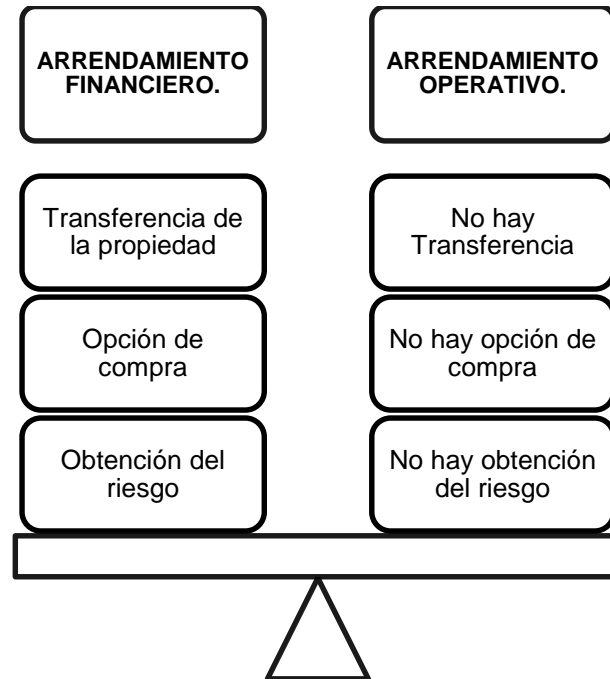 ARRENDAMIENTO
FINANCIERO.
ARRENDAMIENTO
OPERATIVO.
Transferencia de
la propiedad
No hay
Transferencia
Opción de
compra
No hay opción de
compra
Obtención del
riesgo
No hay obtención
del riesgo